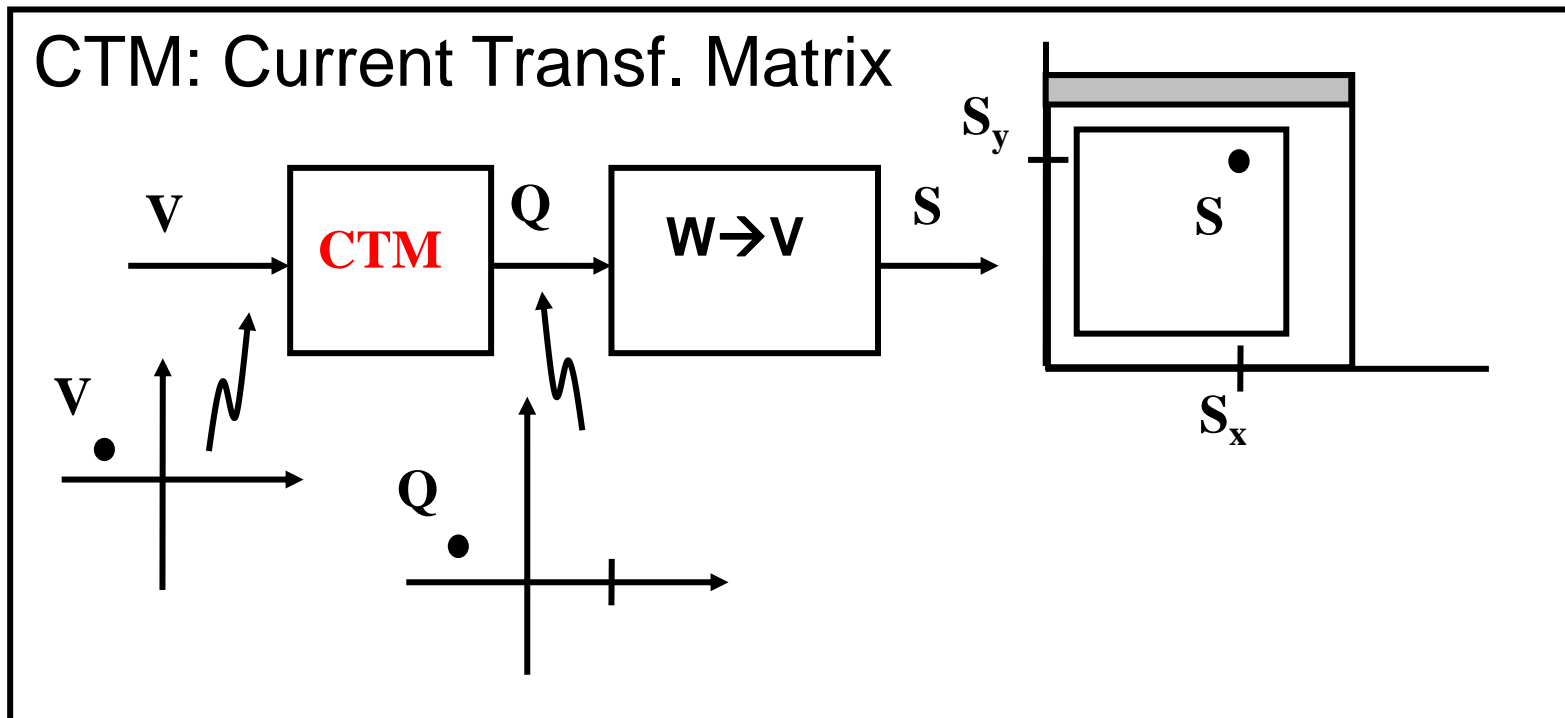 CTM: Current Transf. Matrix
V
CTM
Q
W→V
S
Sy
S
Sx
V
Q